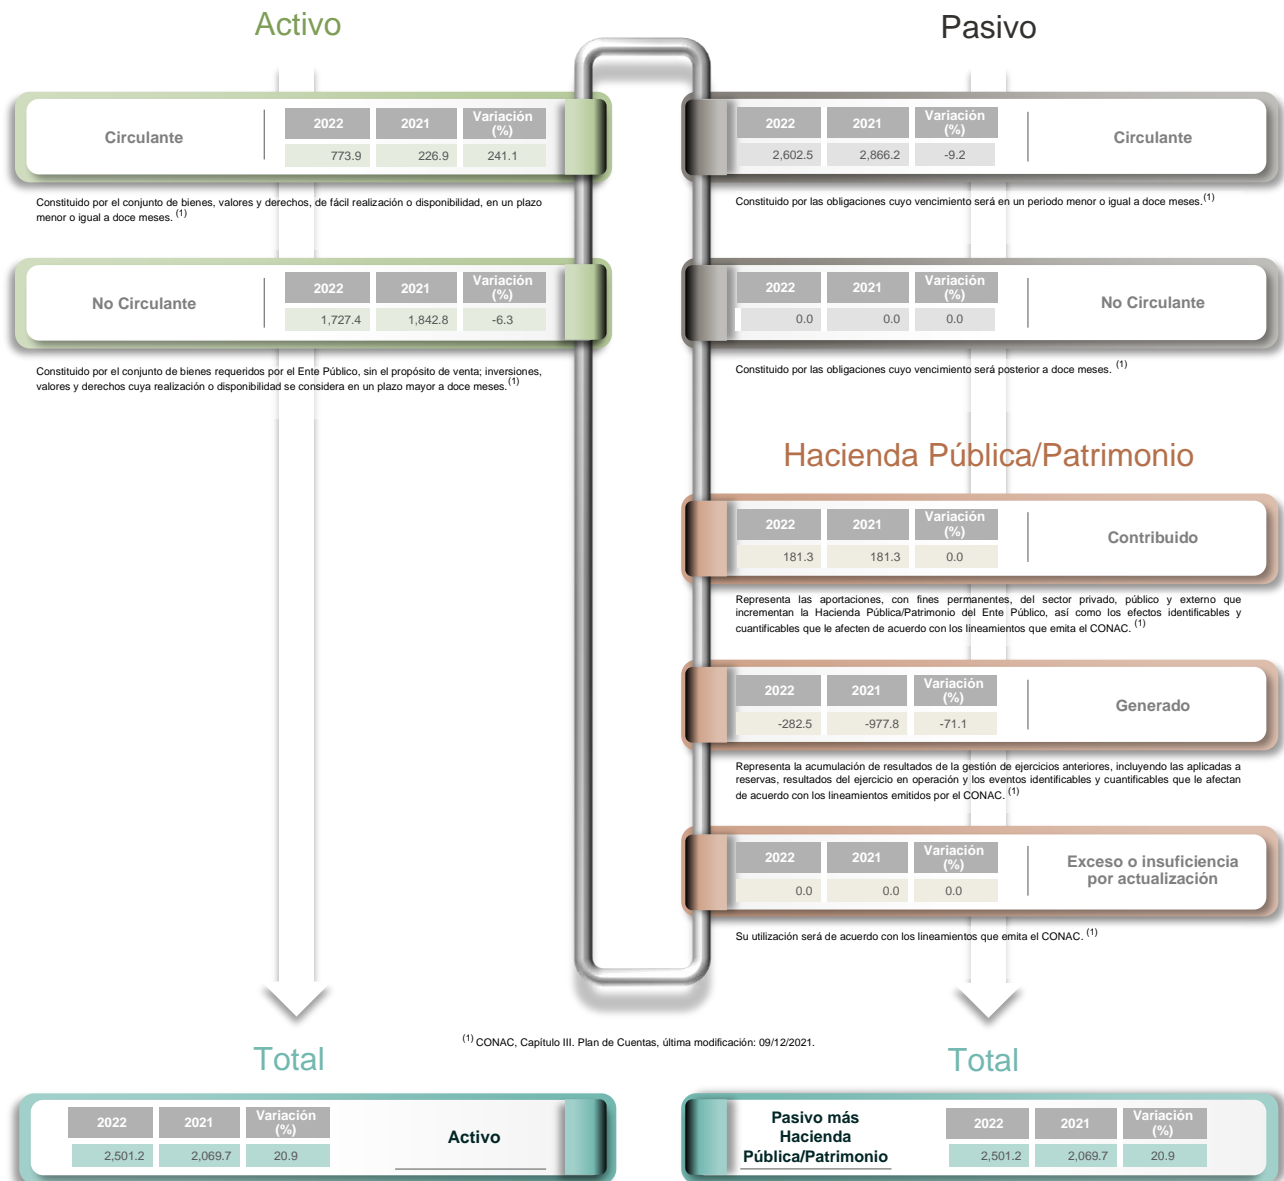 Activo
Circulante
2022 2021 Variación (%)
773.9 226.9 241.1
Constituido por el conjunto de bienes, valores y derechos, de fácil realización o disponibilidad, en un plazo
menor o igual a doce meses. (1)
No Circulante
2022 2021 Variación (%)
1,727.4 1,842.8 -6.3
Constituido por el conjunto de bienes requeridos por el Ente Público, sin el propósito de venta; inversiones,
valores y derechos cuya realización o disponibilidad se considera en un plazo mayor a doce meses. (1)
Pasivo
2022 2021 Variación (%)
2,602.5 2,866.2 -9.2
Circulante
Constituido por las obligaciones cuyo vencimiento será en un periodo menor o igual a doce meses. (1)
2022 2021 Variación (%)
0.0 0.0 0.0
No Circulante
Constituido por las obligaciones cuyo vencimiento será posterior a doce meses. (1)
Hacienda Pública/Patrimonio
2022 2021 Variación (%)
181.3 181.3 0.0
Contribuido
Representa las aportaciones, con fines permanentes, del sector privado, público y externo que
incrementan la Hacienda Pública/Patrimonio del Ente Público, así como los efectos identificables y
cuantificables que le afecten de acuerdo con los lineamientos que emita el CONAC. (1)
2022 2021 Variación (%)
-282.5 -977.8 -71.1
Generado
Representa la acumulación de resultados de la gestión de ejercicios anteriores, incluyendo las aplicadas a
reservas, resultados del ejercicio en operación y los eventos identificables y cuantificables que le afectan
de acuerdo con los lineamientos emitidos por el CONAC. (1)
2022 2021 Variación (%)
0.0 0.0 0.0
Exceso o insuficiencia
por actualización
Su utilización será de acuerdo con los lineamientos que emita el CONAC. (1)
(1) CONAC, Capítulo III. Plan de Cuentas, última modificación: 09/12/2021.
Total
2022 2021 Variación (%)
2,501.2 2,069.7 20.9
Activo
Total
Pasivo más
Hacienda
Pública/Patrimonio
2022 2021 Variación (%)
2,501.2 2,069.7 20.9